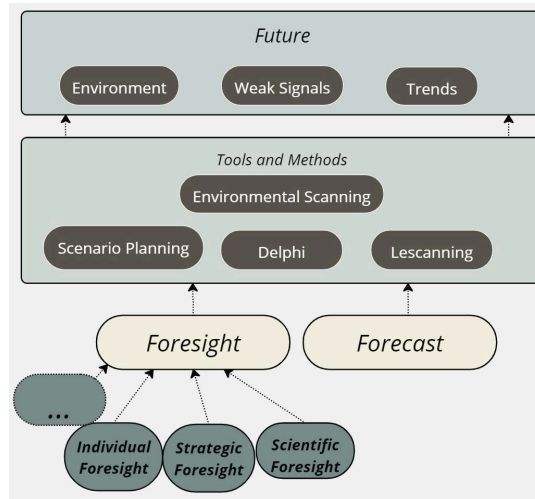 Future
Environment
Weak Signals
Trends
Tools and Methods
Environmental Scanning
Scenario Planning
Delphi
Lescanning
Foresight
Forecast
...
Individual
Foresight
Strategic
Foresight
Scientific
Foresight